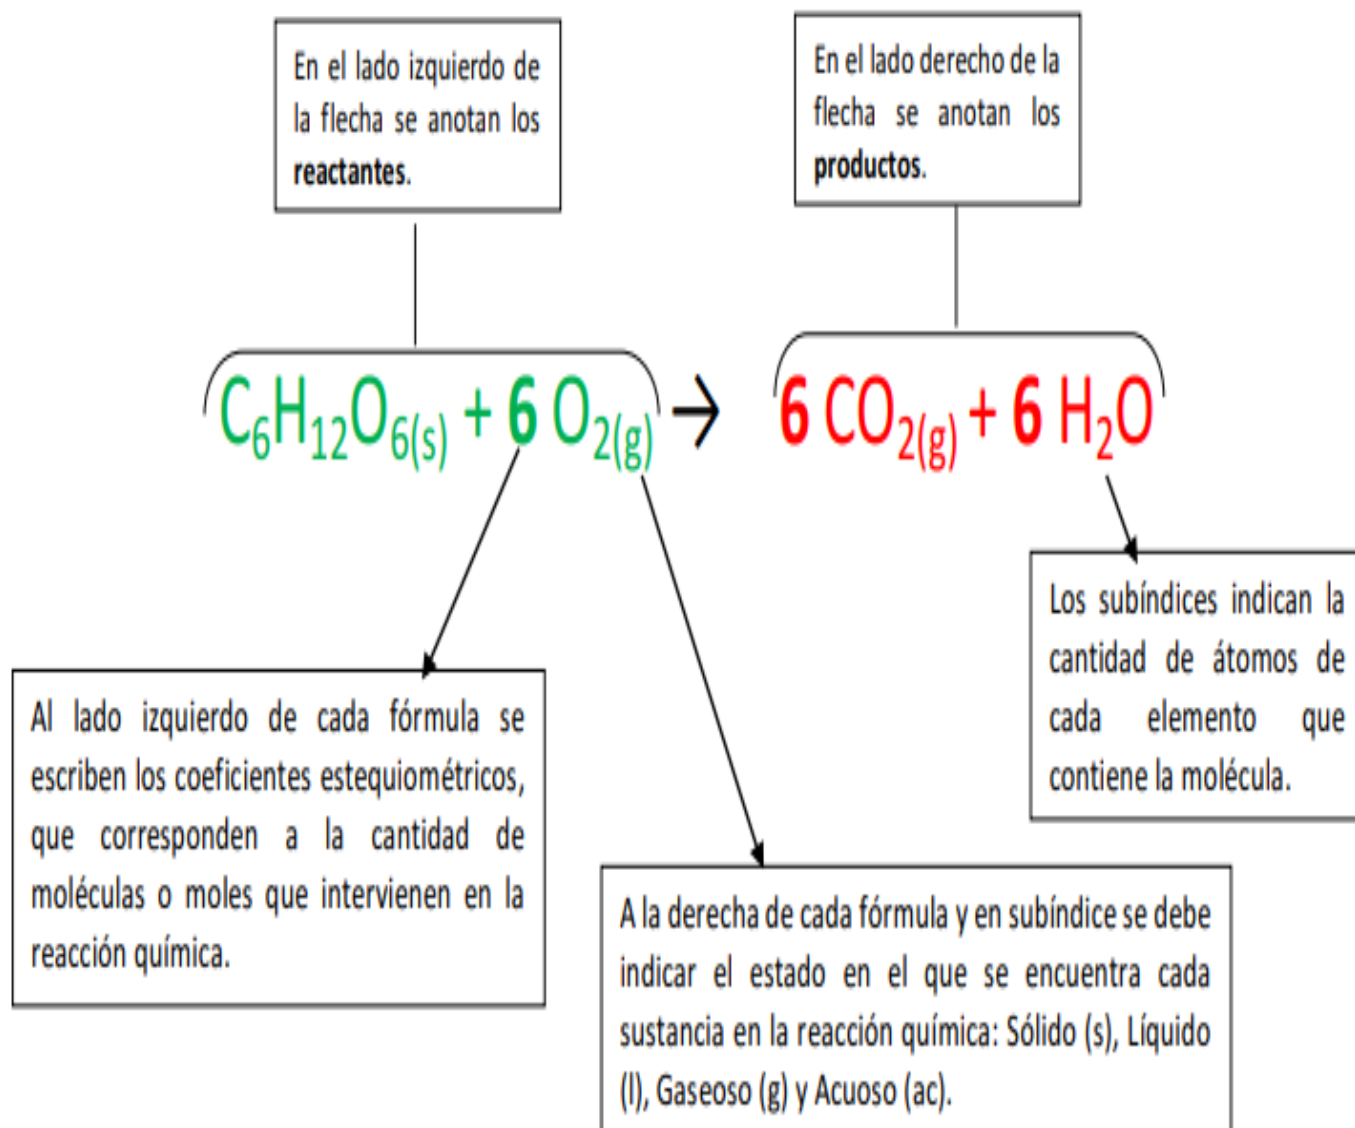 En el lado izquierdo de
la flecha se anotan los
reactantes.
En el lado derecho de la
flecha se anotan los
productos.
C₆H₁₂O₆₍ₛ₎ + 6 O₂(g) → 6 CO₂(g) + 6 H₂O
Los subíndices indican la
cantidad de átomos de
cada elemento que
contiene la molécula.
Al lado izquierdo de cada fórmula se
escriben los coeficientes estequiométricos,
que corresponden a la cantidad de
moléculas o moles que intervienen en la
reacción química.
A la derecha de cada fórmula y en subíndice se debe
indicar el estado en el que se encuentra cada
sustancia en la reacción química: Sólido (s), Líquido
(l), Gaseoso (g) y Acuoso (ac).